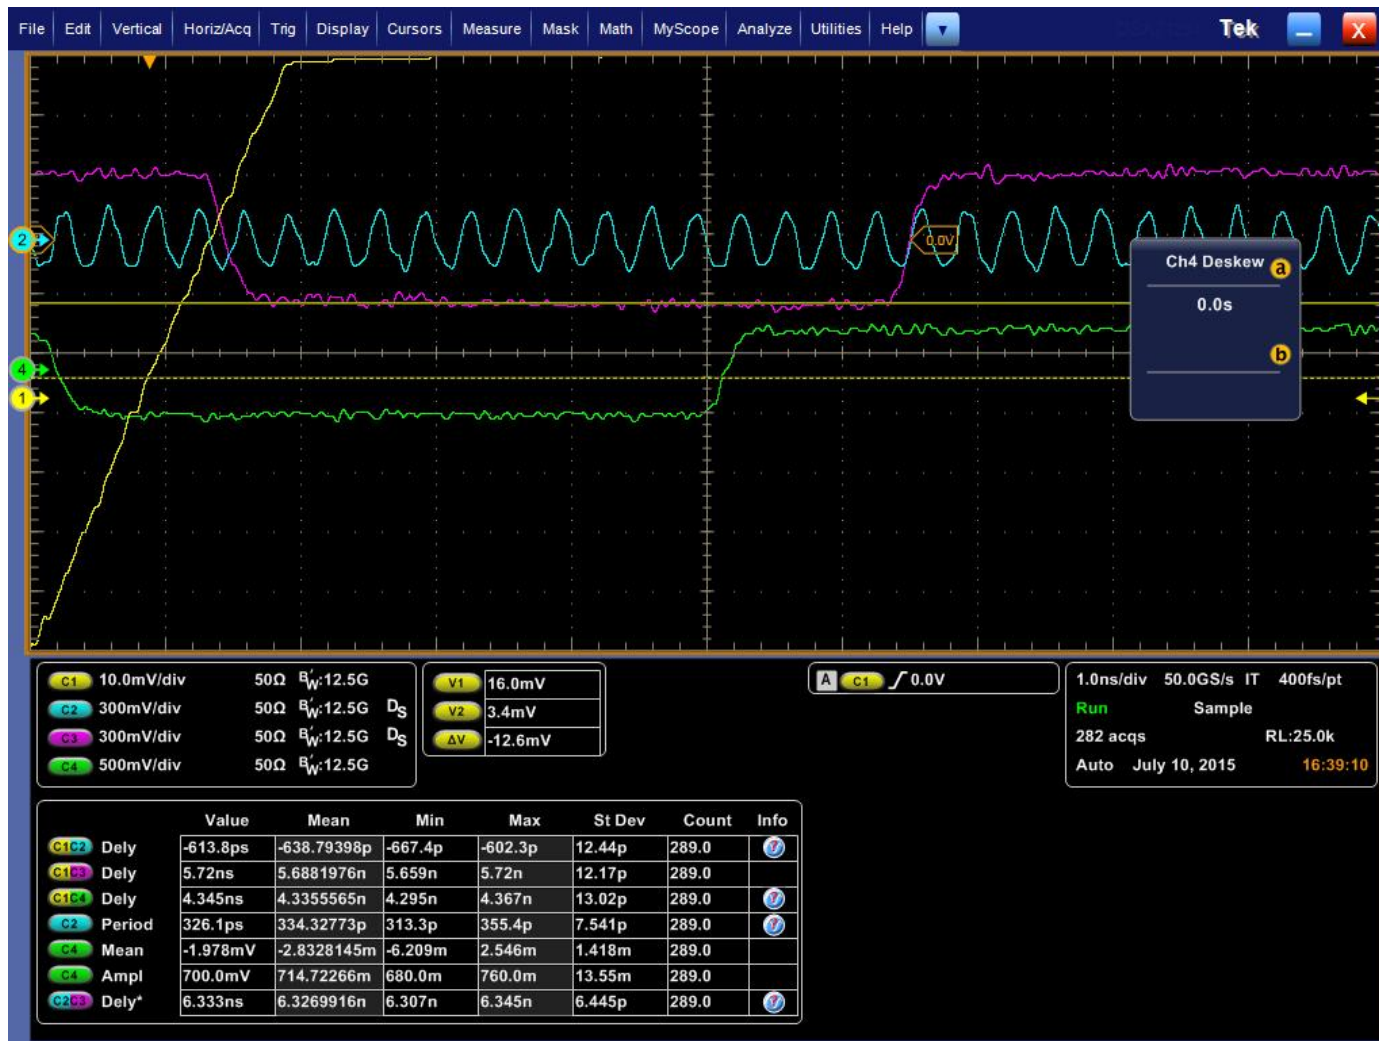 File Edit Vertical Horiz/Acq Trig Display Cursors Measure Mask Math MyScope Analyze Utilities Help Tek X
2
0.0V
Ch4 Deskew a
0.0s
4
b
1
C1 10.0mV/div 50Ω BW:12.5G
C2 300mV/div 50Ω BW:12.5G DS
C3 300mV/div 50Ω BW:12.5G DS
C4 500mV/div 50Ω BW:12.5G
V1 16.0mV
V2 3.4mV
ΔV -12.6mV
A C1 0.0V
1.0ns/div 50.0GS/s IT 400fs/pt
Run Sample
282 acqs RL:25.0k
Auto July 10, 2015 16:39:10
Value Mean Min Max St Dev Count Info
C1C2 Dely -613.8ps -638.79398p -667.4p -602.3p 12.44p 289.0
C1C3 Dely 5.72ns 5.6881976n 5.659n 5.72n 12.17p 289.0
C1C4 Dely 4.345ns 4.3355565n 4.295n 4.367n 13.02p 289.0
C2 Period 326.1ps 334.32773p 313.3p 355.4p 7.541p 289.0
C4 Mean -1.978mV -2.8328145m -6.209m 2.546m 1.418m 289.0
C4 Ampl 700.0mV 714.72266m 680.0m 760.0m 13.55m 289.0
C2C3 Dely* 6.333ns 6.3269916n 6.307n 6.345n 6.445p 289.0